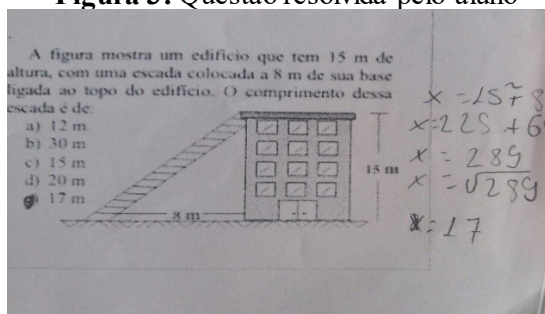 Figura 3: Questão resolvida pelo aluno
A figura mostra um edifício que tem 15 m de
altura, com uma escada colocada a 8 m de sua base
ligada ao topo do edifício. O comprimento dessa
escada é de:
a) 12 m
b) 30 m
c) 15 m
d) 20 m
17 m
8 m
15 m
x = 15² + 8
x = 225 + 6
x = 289
x = √289
x = 17